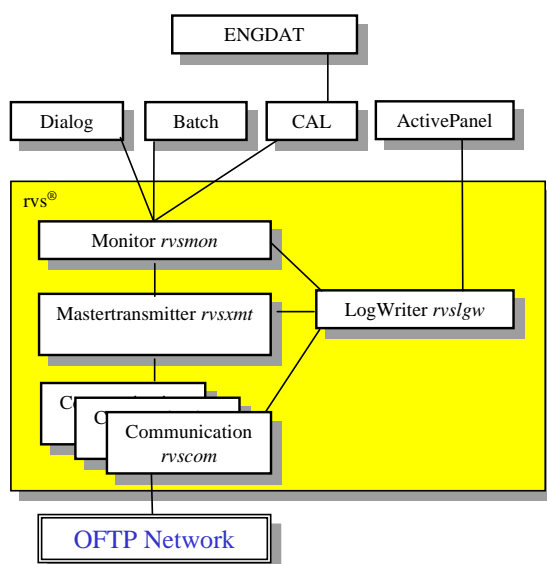 ENGDAT
Dialog
Batch
CAL
ActivePanel
rvs®
Monitor rvsmon
Mastertransmitter rvsxmt
LogWriter rvslgw
Communication
rvscom
OFTP Network